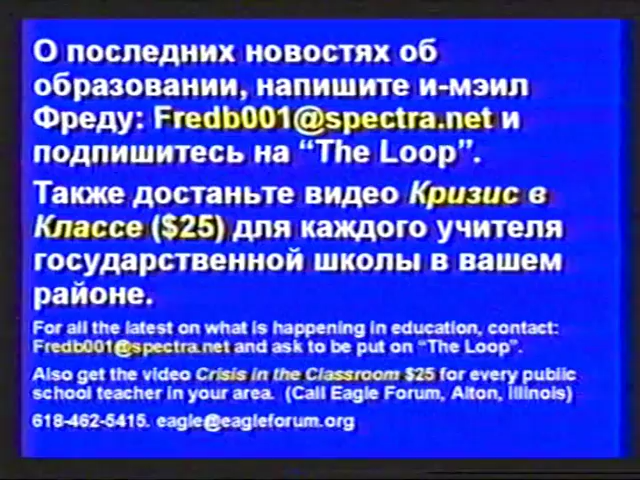 О последних новостях об
образовании, напишите и-мэил
Фреду: Fredb001@spectra.net и
подпишитесь на “The Loop”.
Также достаньте видео Кризис в
Классе ($25) для каждого учителя
государственной школы в вашем
районе.
For all the latest on what is happening in education, contact:
Fredb001@spectra.net and ask to be put on “The Loop”.
Also get the video Crisis in the Classroom $25 for every public
school teacher in your area. (Call Eagle Forum, Alton, Illinois)
618-462-5415. eagle@eagleforum.org